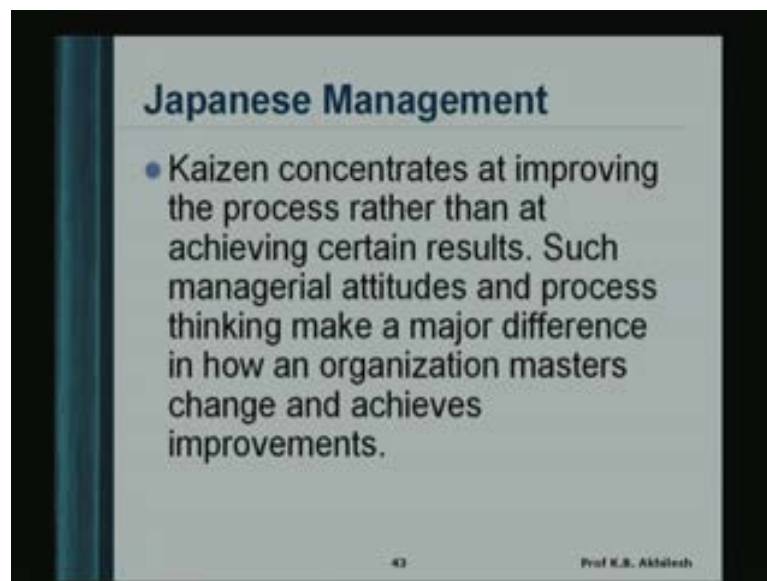 Japanese Management
• Kaizen concentrates at improving
the process rather than at
achieving certain results. Such
managerial attitudes and process
thinking make a major difference
in how an organization masters
change and achieves
improvements.
43
Prof K.B. Akhilesh